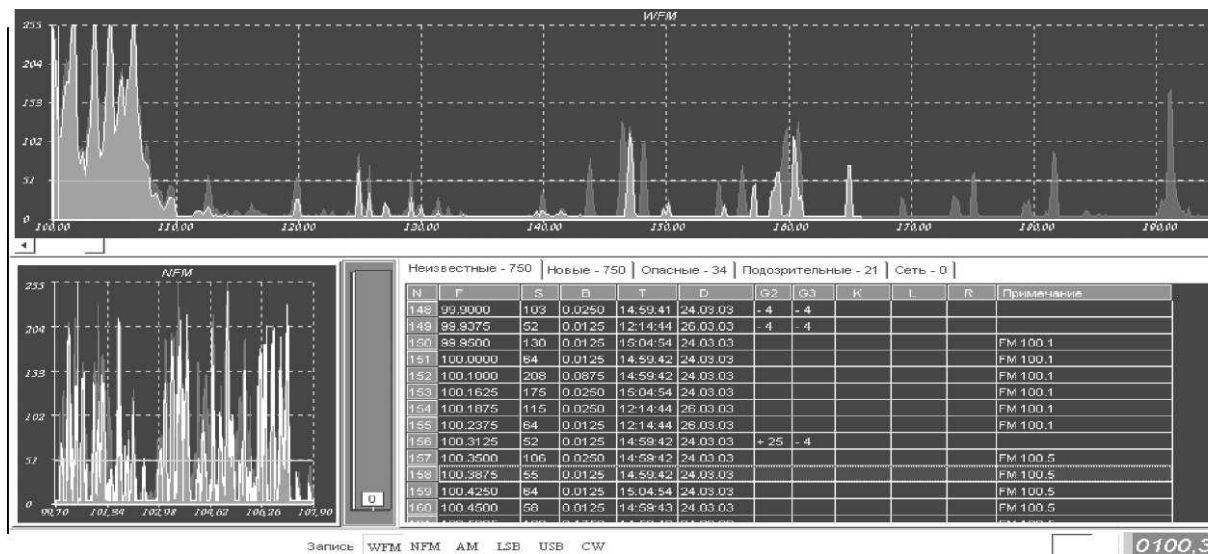 WFM
255
204
153
102
51
0
100,00 110,00 120,00 130,00 140,00 150,00 160,00 170,00 180,00 190,00
NFM
255
204
153
102
51
0
99,70 101,34 102,98 104,62 106,26 107,90
0
Неизвестные - 750 Новые - 750 Опасные - 34 Подозрительные - 21 Сеть - 0
N F S B T D G2 G3 K L R Примечание
148 99.9000 103 0.0250 14:59:41 24.03.03 - 4 - 4
149 99.9375 52 0.0125 12:14:44 26.03.03 - 4 - 4
150 99.9500 130 0.0125 15:04:54 24.03.03 FM 100.1
151 100.0000 64 0.0125 14:59:42 24.03.03 FM 100.1
152 100.1000 208 0.0875 14:59:42 24.03.03 FM 100.1
153 100.1625 175 0.0250 15:04:54 24.03.03 FM 100.1
154 100.1875 115 0.0250 12:14:44 26.03.03 FM 100.1
155 100.2375 64 0.0125 12:14:44 26.03.03 FM 100.1
156 100.3125 52 0.0125 14:59:42 24.03.03 + 25 - 4
157 100.3500 106 0.0250 14:59:42 24.03.03 FM 100.5
158 100.3875 55 0.0125 14:59:42 24.03.03 FM 100.5
159 100.4250 64 0.0125 15:04:54 24.03.03 FM 100.5
160 100.4500 58 0.0125 14:59:43 24.03.03 FM 100.5
Запись WFM NFM AM LSB USB CW
0100,3